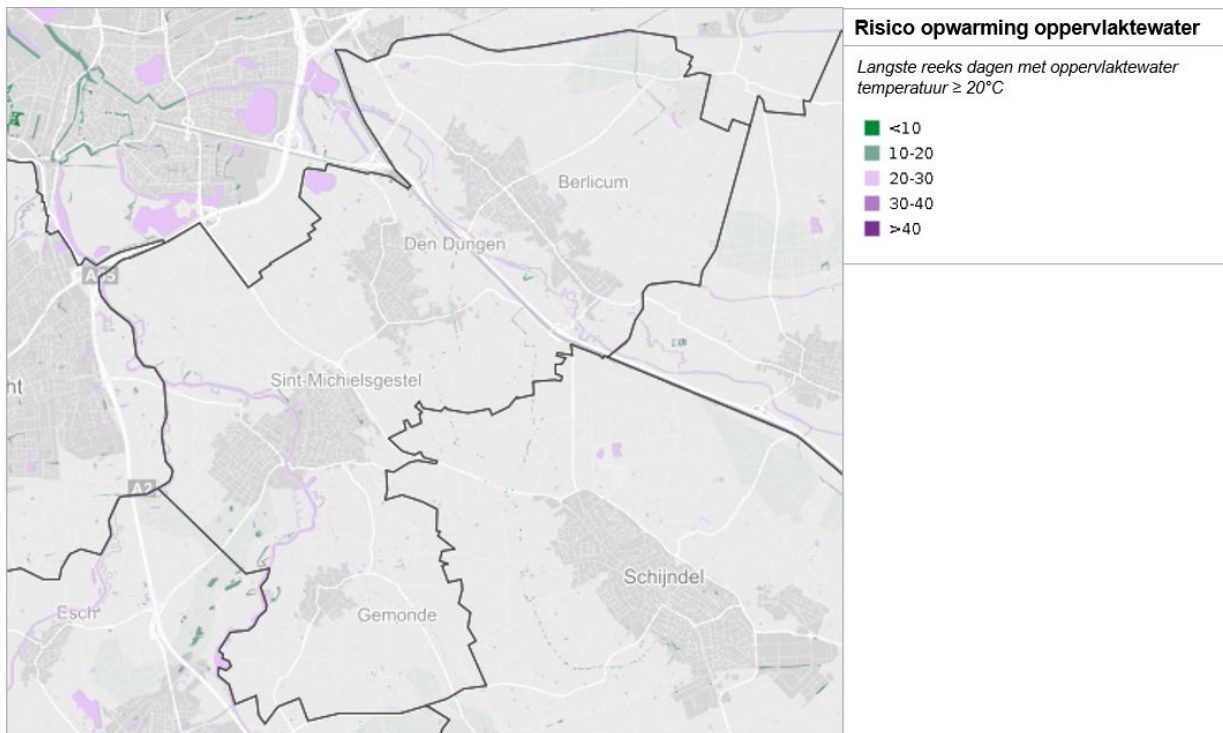 Risico opwarming oppervlaktewater
Langste reeks dagen met oppervlaktewater
temperatuur ≥ 20°C
<10
10-20
20-30
30-40
>40
Berlicum
Den Dungen
Sint-Michielsgestel
ht
A2
Schijndel
Esch
Gemonde